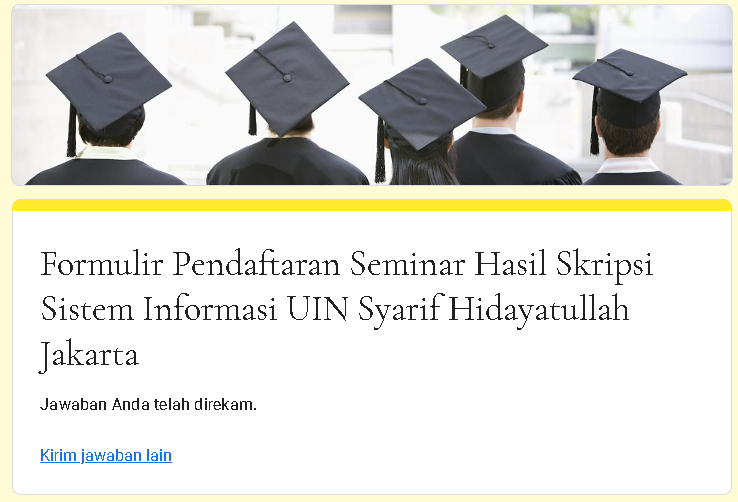 Formulir Pendaftaran Seminar Hasil Skripsi
Sistem Informasi UIN Syarif Hidayatullah
Jakarta
Jawaban Anda telah direkam.
Kirim jawaban lain